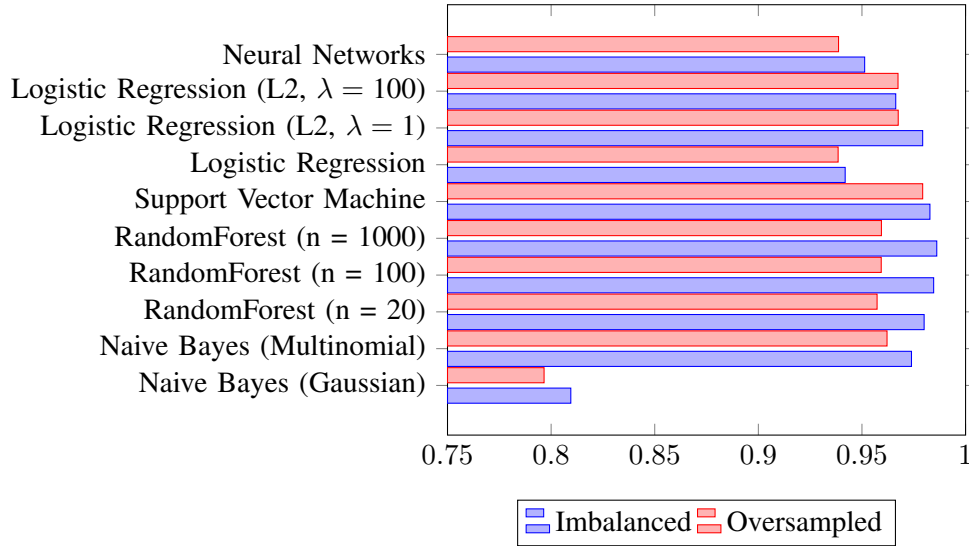 Neural Networks
Logistic Regression (L2, λ = 100)
Logistic Regression (L2, λ = 1)
Logistic Regression
Support Vector Machine
RandomForest (n = 1000)
RandomForest (n = 100)
RandomForest (n = 20)
Naive Bayes (Multinomial)
Naive Bayes (Gaussian)
0.75 0.8 0.85 0.9 0.95 1
Imbalanced Oversampled